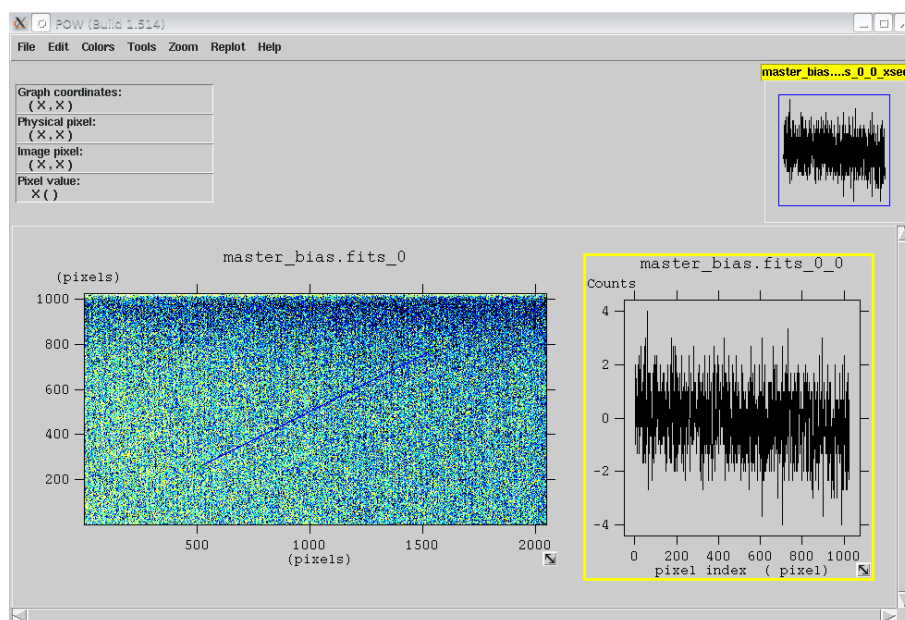 POW (Build 1.514)
File Edit Colors Tools Zoom Replot Help
master_bias....s_0_0_xsec
Graph coordinates:
(X,X)
Physical pixel:
(X,X)
Image pixel:
(X,X)
Pixel value:
X()
master_bias.fits_0
(pixels)
1000
800
600
400
200
500 1000 1500 2000
(pixels)
master_bias.fits_0_0
Counts
4
2
0
-2
-4
0 200 400 600 800 1000
pixel index (pixel)